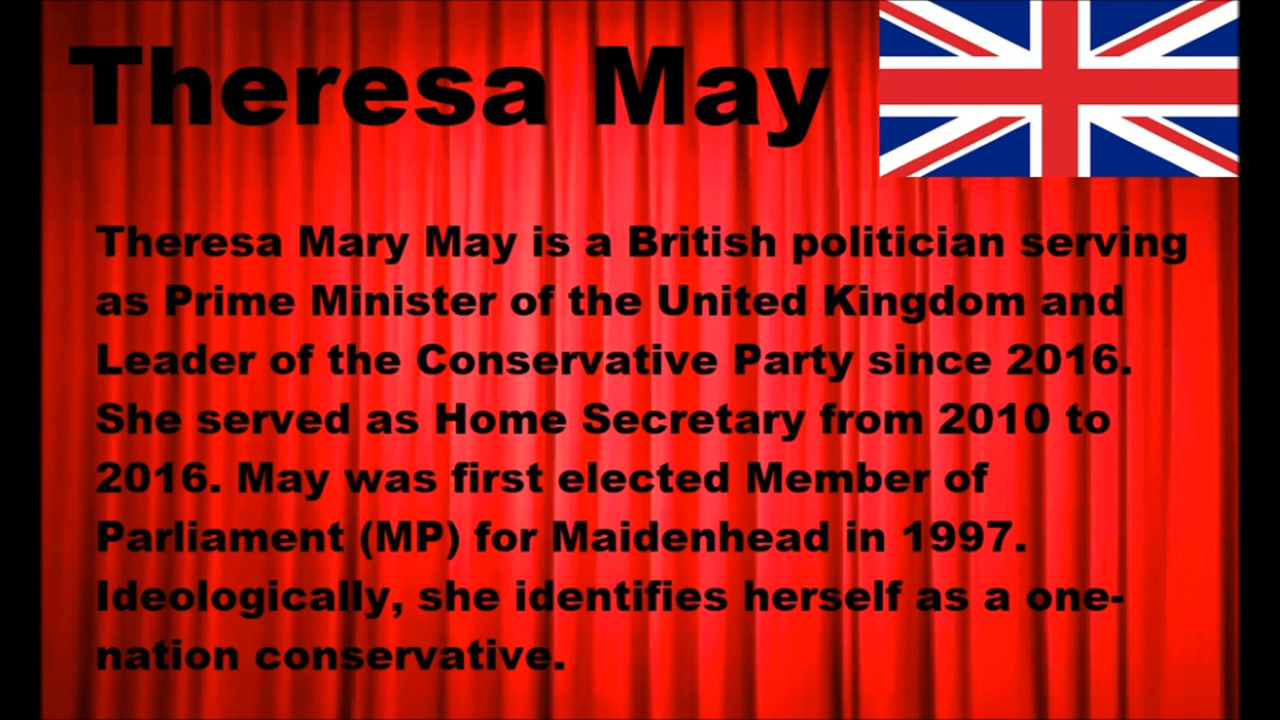 Theresa May
Theresa Mary May is a British politician serving
as Prime Minister of the United Kingdom and
Leader of the Conservative Party since 2016.
She served as Home Secretary from 2010 to
2016. May was first elected Member of
Parliament (MP) for Maidenhead in 1997.
Ideologically, she identifies herself as a one-
nation conservative.